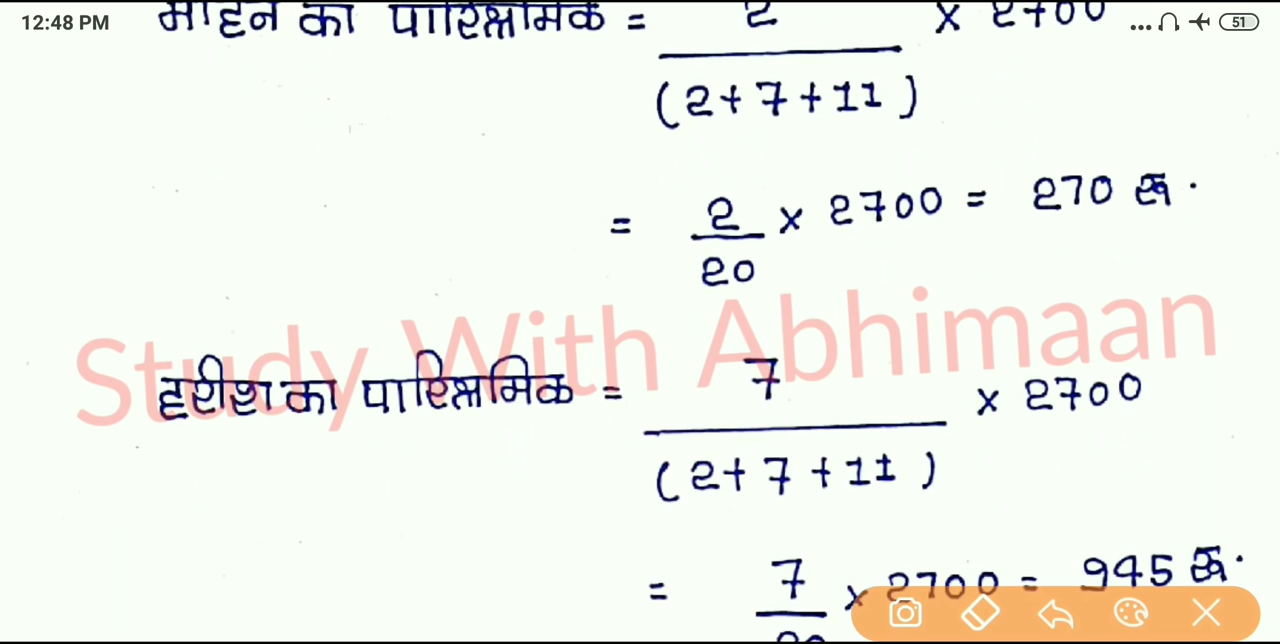 12:48 PM ... 51
मोहन का पारिश्रमिक = 2 × 2700
(2+7+11)
= 2 × 2700 = 270 रु.
20
Study With Abhimaan
हरीश का पारिश्रमिक = 7 × 2700
(2+7+11)
= 7 × 2700 = 945 रु.
20